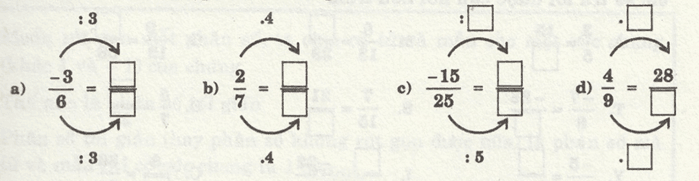 : 3 .4 : □ . □
a) -3/6 = □/□ b) 2/7 = □/□ c) -15/25 = □/□ d) 4/9 = 28/□
: 3 .4 : 5 . □